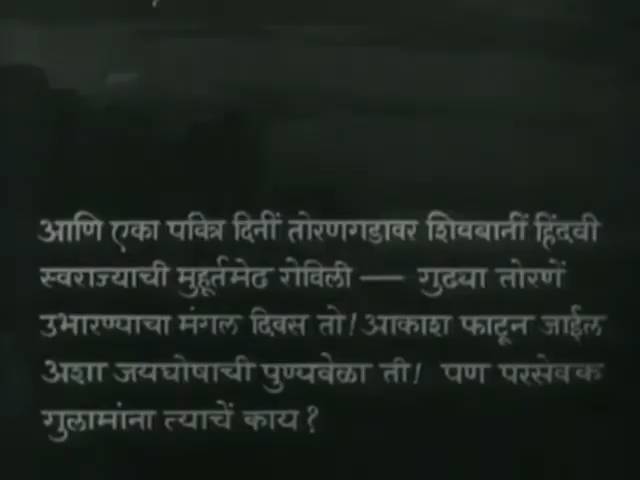 आणि एका पवित्र दिनीं तोरणगडावर शिवबानीं हिंदवी
स्वराज्याची मुहूर्तमेढ रोविली — गुढ्या तोरणें
उभारण्याचा मंगल दिवस तो! आकाश फाटून जाईल
अशा जयघोषाची पुण्यवेळा ती! पण परसेवक
गुलामांना त्याचें काय?